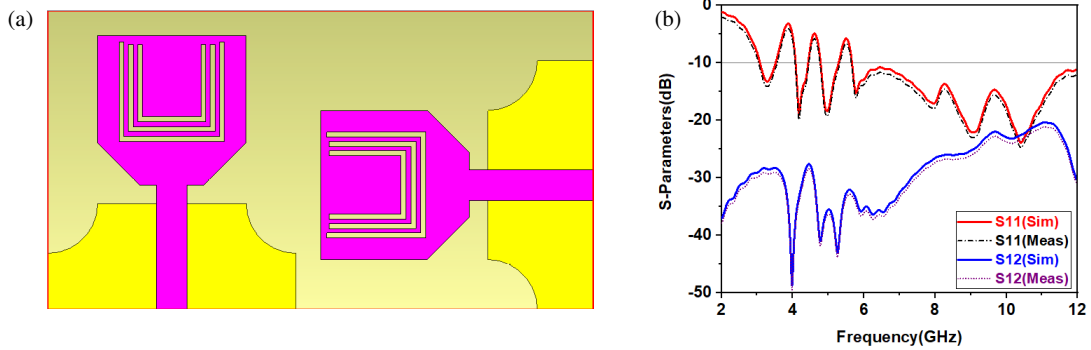 (a)
(b)
0
-10
-20
-30
-40
-50
S-Parameters(dB)
S11(Sim)
S11(Meas)
S12(Sim)
S12(Meas)
2 4 6 8 10 12
Frequency(GHz)